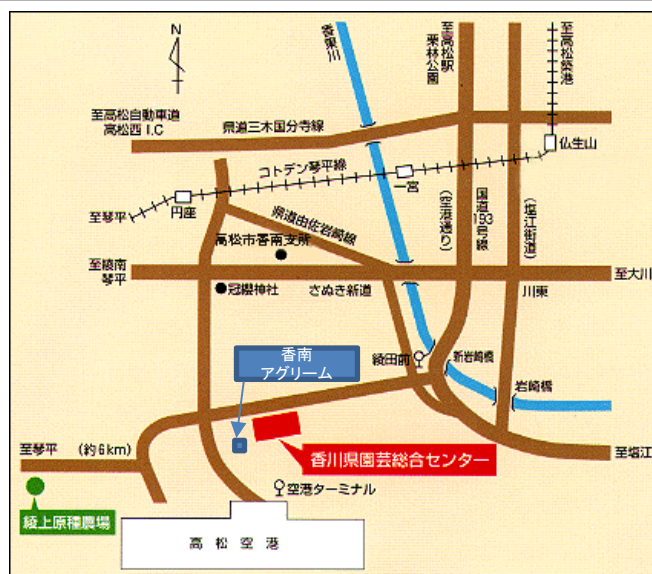 N
香東川
至高松駅
栗林公園
至高松築港
至高松自動車道
高松西I.C
県道三木国分寺線
仏生山
コトデン琴平線
一宮
円座
至琴平
県道由佐岩崎線
(空港通り)
国道193号線
(塩江街道)
高松市香南支所
至綾南
琴平
至大川
冠纓神社
さぬき新道
川東
香南
アグリーム
綾田前
新岩崎橋
岩崎橋
至琴平
(約6km)
香川県園芸総合センター
至塩江
空港ターミナル
綾上原種農場
高松空港